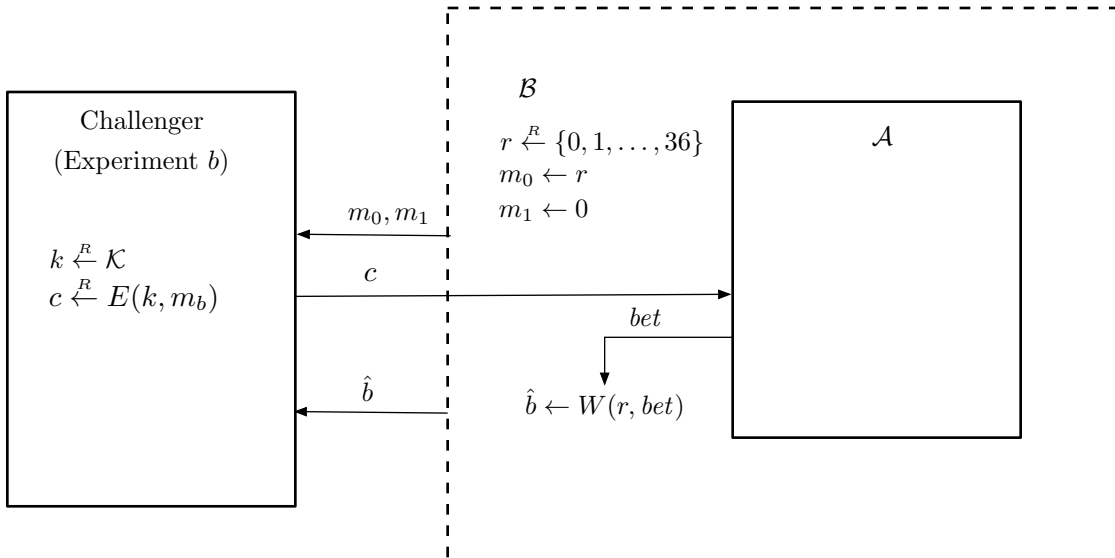 Challenger
(Experiment b)
k ←ᴿ 𝒦
c ←ᴿ E(k, m_b)
m_0, m_1
c
b̂
ℬ
r ←ᴿ {0, 1, . . . , 36}
m_0 ← r
m_1 ← 0
bet
b̂ ← W(r, bet)
𝒜